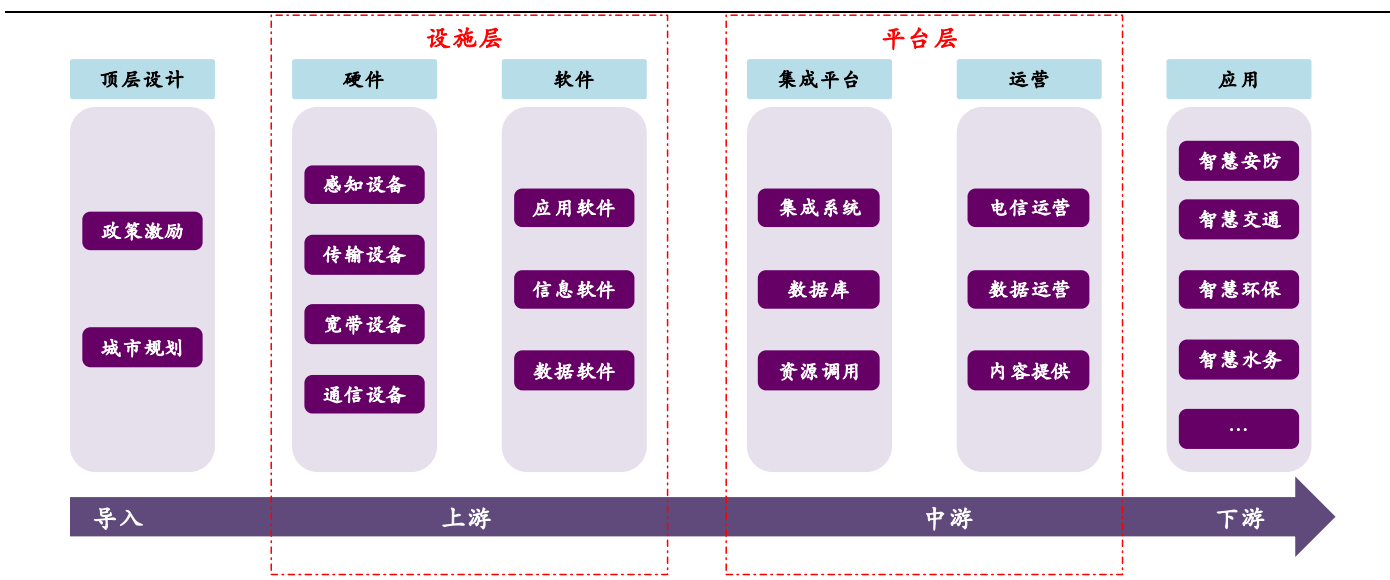 设施层
平台层
顶层设计
硬件
软件
集成平台
运营
应用
政策激励
城市规划
感知设备
传输设备
宽带设备
通信设备
应用软件
信息软件
数据软件
集成系统
数据库
资源调用
电信运营
数据运营
内容提供
智慧安防
智慧交通
智慧环保
智慧水务
…
导入
上游
中游
下游